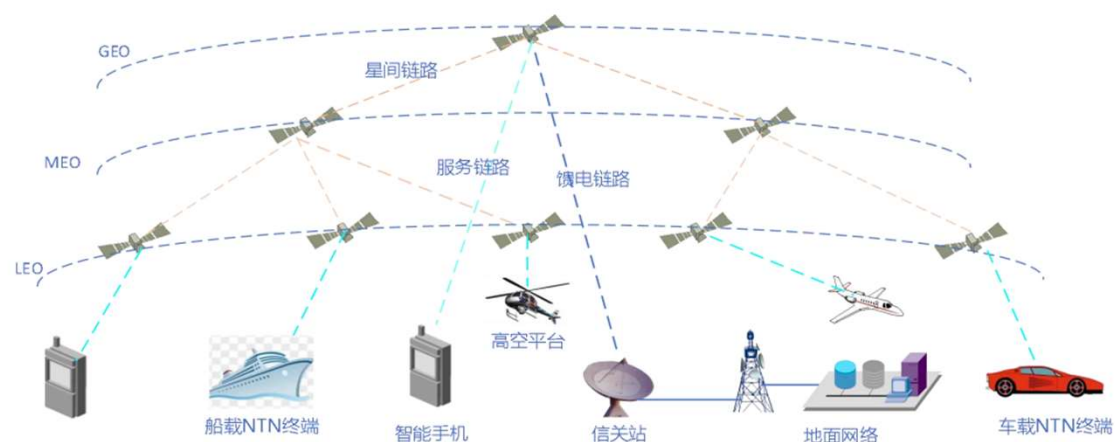 GEO
星间链路
MEO
服务链路
馈电链路
LEO
高空平台
船载NTN终端
智能手机
信关站
地面网络
车载NTN终端